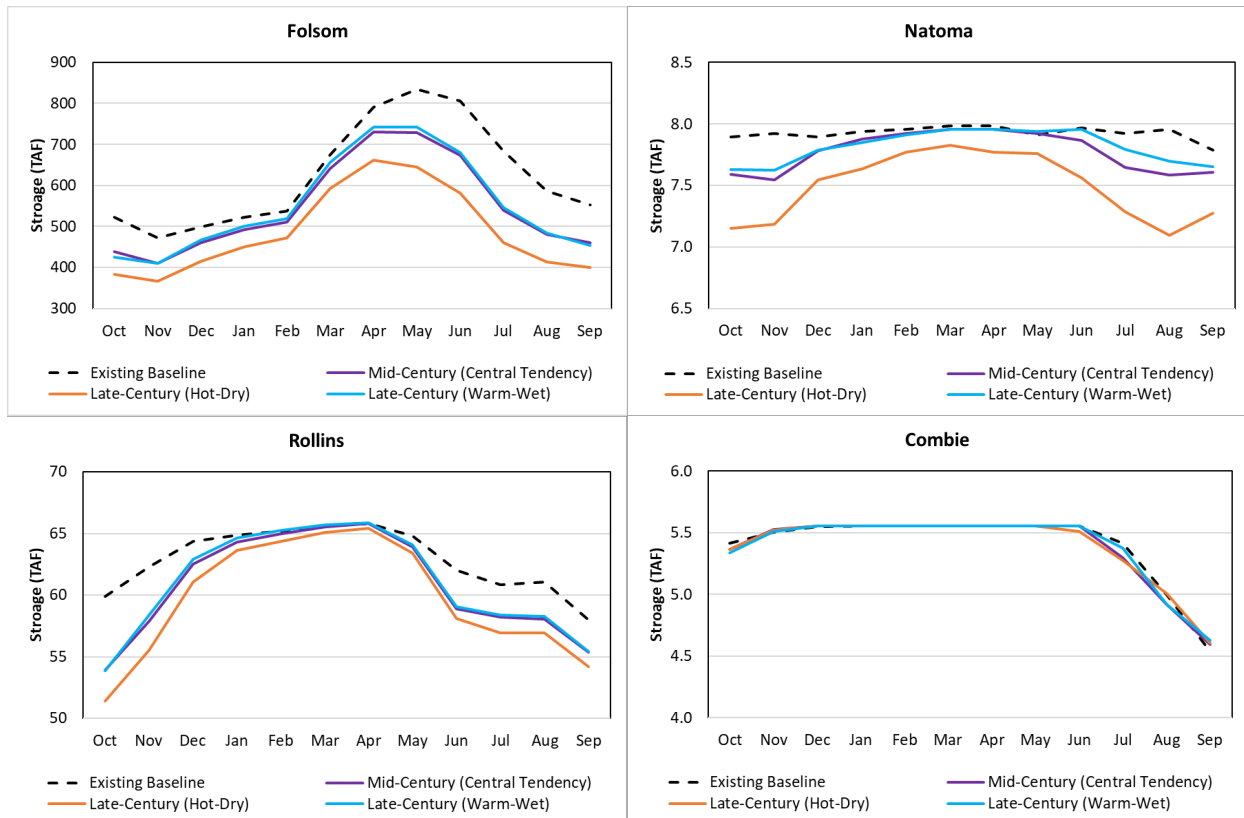 Folsom
Stroage (TAF)
900
800
700
600
500
400
300
Oct Nov Dec Jan Feb Mar Apr May Jun Jul Aug Sep
Existing Baseline Mid-Century (Central Tendency)
Late-Century (Hot-Dry) Late-Century (Warm-Wet)
Natoma
Stroage (TAF)
8.5
8.0
7.5
7.0
6.5
Oct Nov Dec Jan Feb Mar Apr May Jun Jul Aug Sep
Existing Baseline Mid-Century (Central Tendency)
Late-Century (Hot-Dry) Late-Century (Warm-Wet)
Rollins
Stroage (TAF)
70
65
60
55
50
Oct Nov Dec Jan Feb Mar Apr May Jun Jul Aug Sep
Existing Baseline Mid-Century (Central Tendency)
Late-Century (Hot-Dry) Late-Century (Warm-Wet)
Combie
Stroage (TAF)
6.0
5.5
5.0
4.5
4.0
Oct Nov Dec Jan Feb Mar Apr May Jun Jul Aug Sep
Existing Baseline Mid-Century (Central Tendency)
Late-Century (Hot-Dry) Late-Century (Warm-Wet)